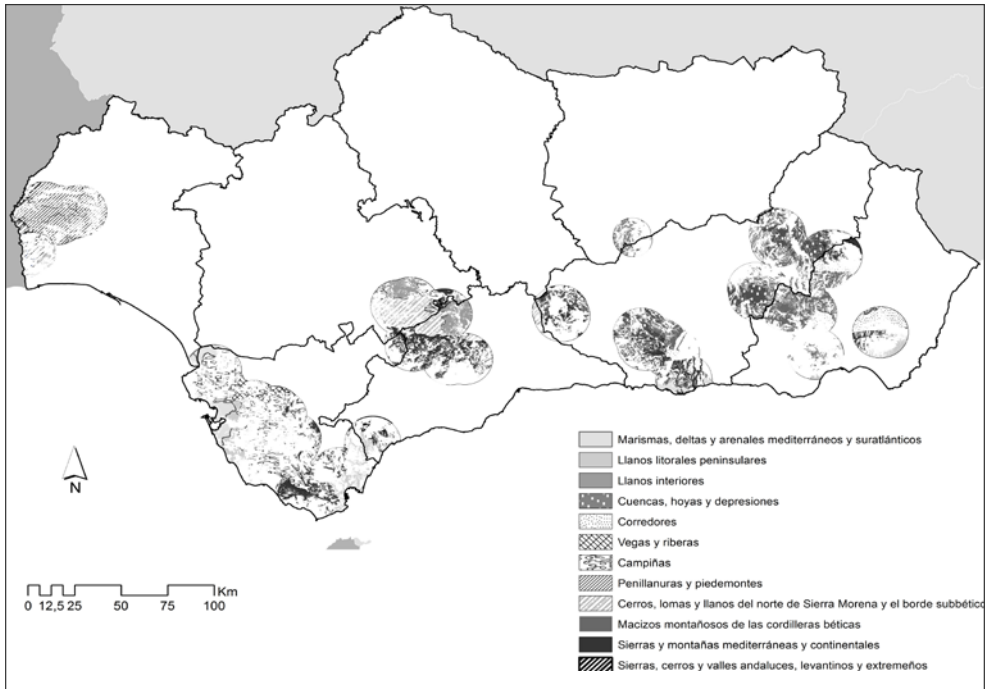 Marismas, deltas y arenales mediterráneos y suratlánticos
Llanos litorales peninsulares
Llanos interiores
Cuencas, hoyas y depresiones
Corredores
Vegas y riberas
Campiñas
Penillanuras y piedemontes
Cerros, lomas y llanos del norte de Sierra Morena y el borde subbético
Macizos montañosos de las cordilleras béticas
Sierras y montañas mediterráneas y continentales
Sierras, cerros y valles andaluces, levantinos y extremeños
N
Km
0 12,5 25 50 75 100